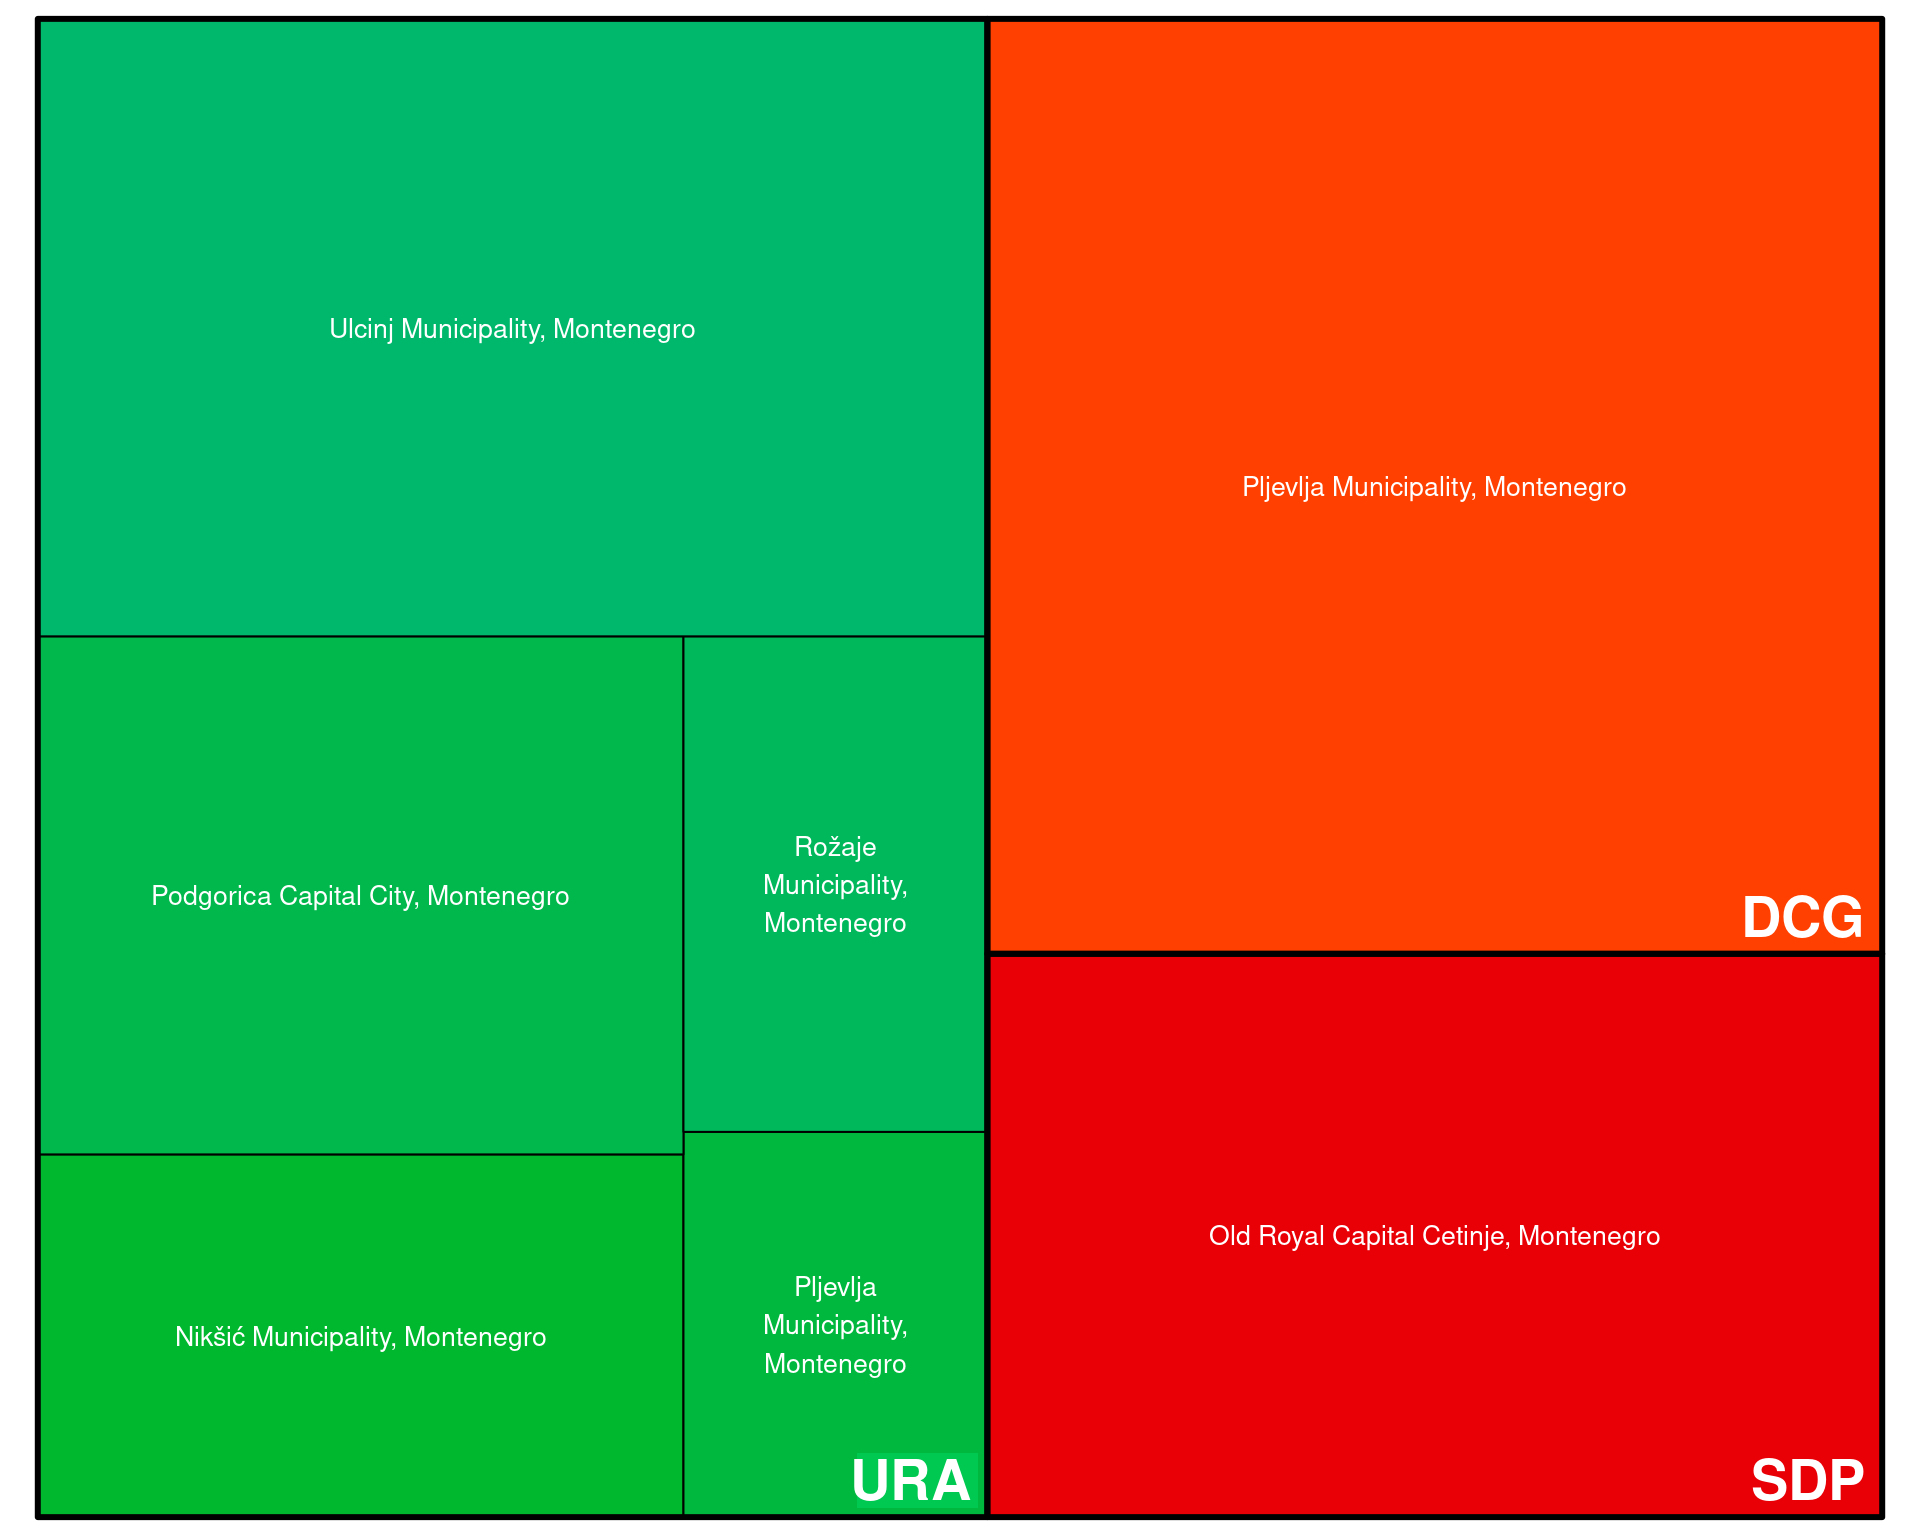 Ulcinj Municipality, Montenegro
Podgorica Capital City, Montenegro
Rožaje
Municipality,
Montenegro
Nikšić Municipality, Montenegro
Pljevlja
Municipality,
Montenegro
URA
Pljevlja Municipality, Montenegro
DCG
Old Royal Capital Cetinje, Montenegro
SDP